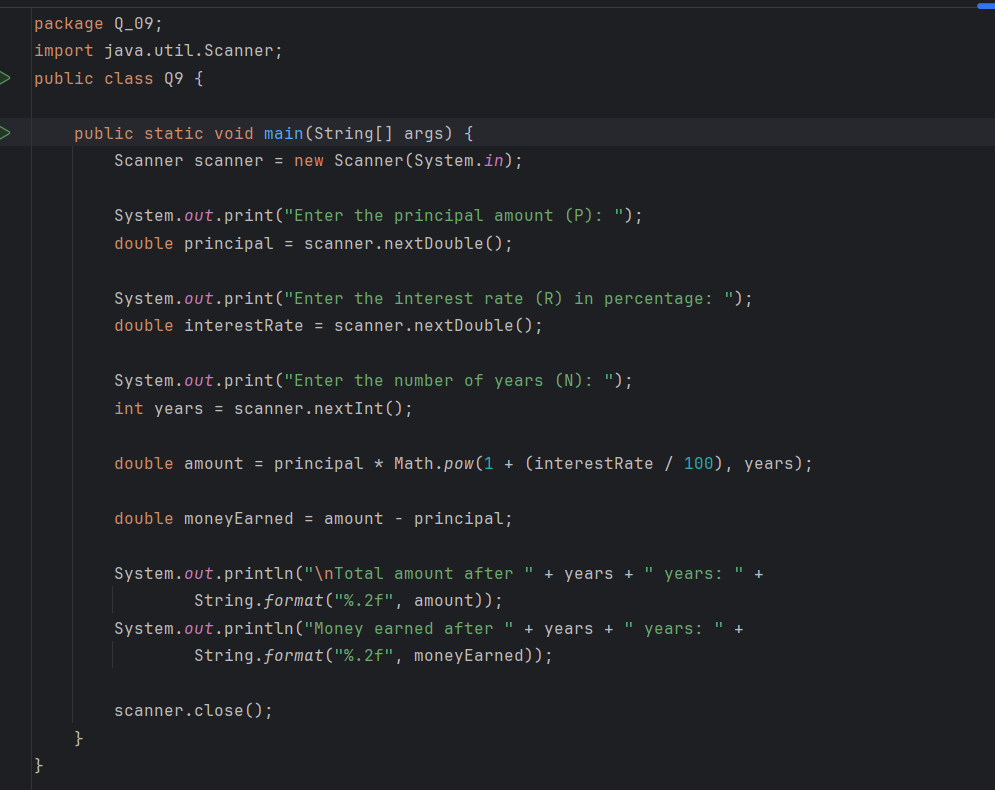 package Q_09;
import java.util.Scanner;
public class Q9 {
public static void main(String[] args) {
Scanner scanner = new Scanner(System.in);
System.out.print("Enter the principal amount (P): ");
double principal = scanner.nextDouble();
System.out.print("Enter the interest rate (R) in percentage: ");
double interestRate = scanner.nextDouble();
System.out.print("Enter the number of years (N): ");
int years = scanner.nextInt();
double amount = principal * Math.pow(1 + (interestRate / 100), years);
double moneyEarned = amount - principal;
System.out.println("\nTotal amount after " + years + " years: " +
String.format("%.2f", amount));
System.out.println("Money earned after " + years + " years: " +
String.format("%.2f", moneyEarned));
scanner.close();
}
}